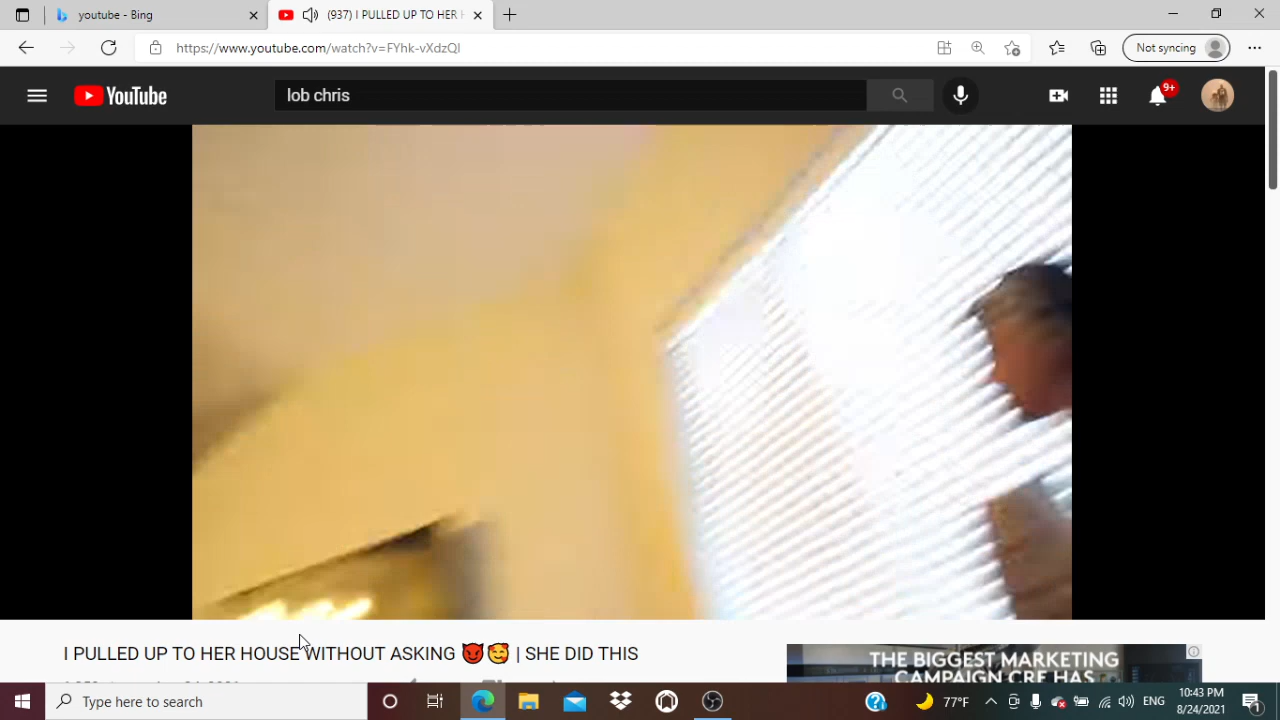 youtube - Bing
(937) I PULLED UP TO HER H
https://www.youtube.com/watch?v=FYhk-vXdzQI
Not syncing
YouTube
lob chris
9+
I PULLED UP TO HER HOUSE WITHOUT ASKING 😈🥰 | SHE DID THIS
THE BIGGEST MARKETING
CAMPAIGN CRE HAS
Type here to search
77°F
ENG
10:43 PM
8/24/2021
1